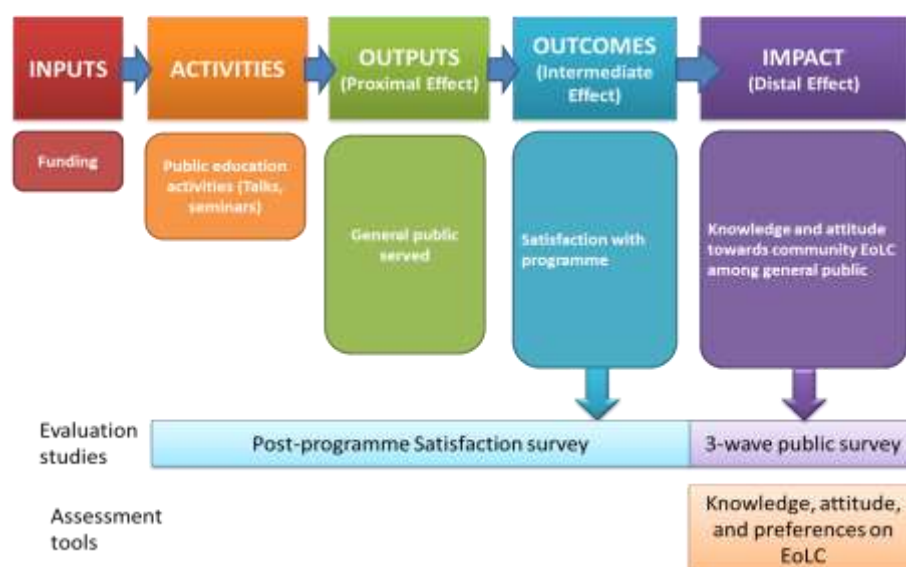 INPUTS
ACTIVITIES
OUTPUTS
(Proximal Effect)
OUTCOMES
(Intermediate
Effect)
IMPACT
(Distal Effect)
Funding
Public education
activities (Talks,
seminars)
General public
served
Satisfaction with
programme
Knowledge and attitude
towards community EoLC
among general public
Evaluation
studies
Post-programme Satisfaction survey
3-wave public survey
Assessment
tools
Knowledge, attitude,
and preferences on
EoLC